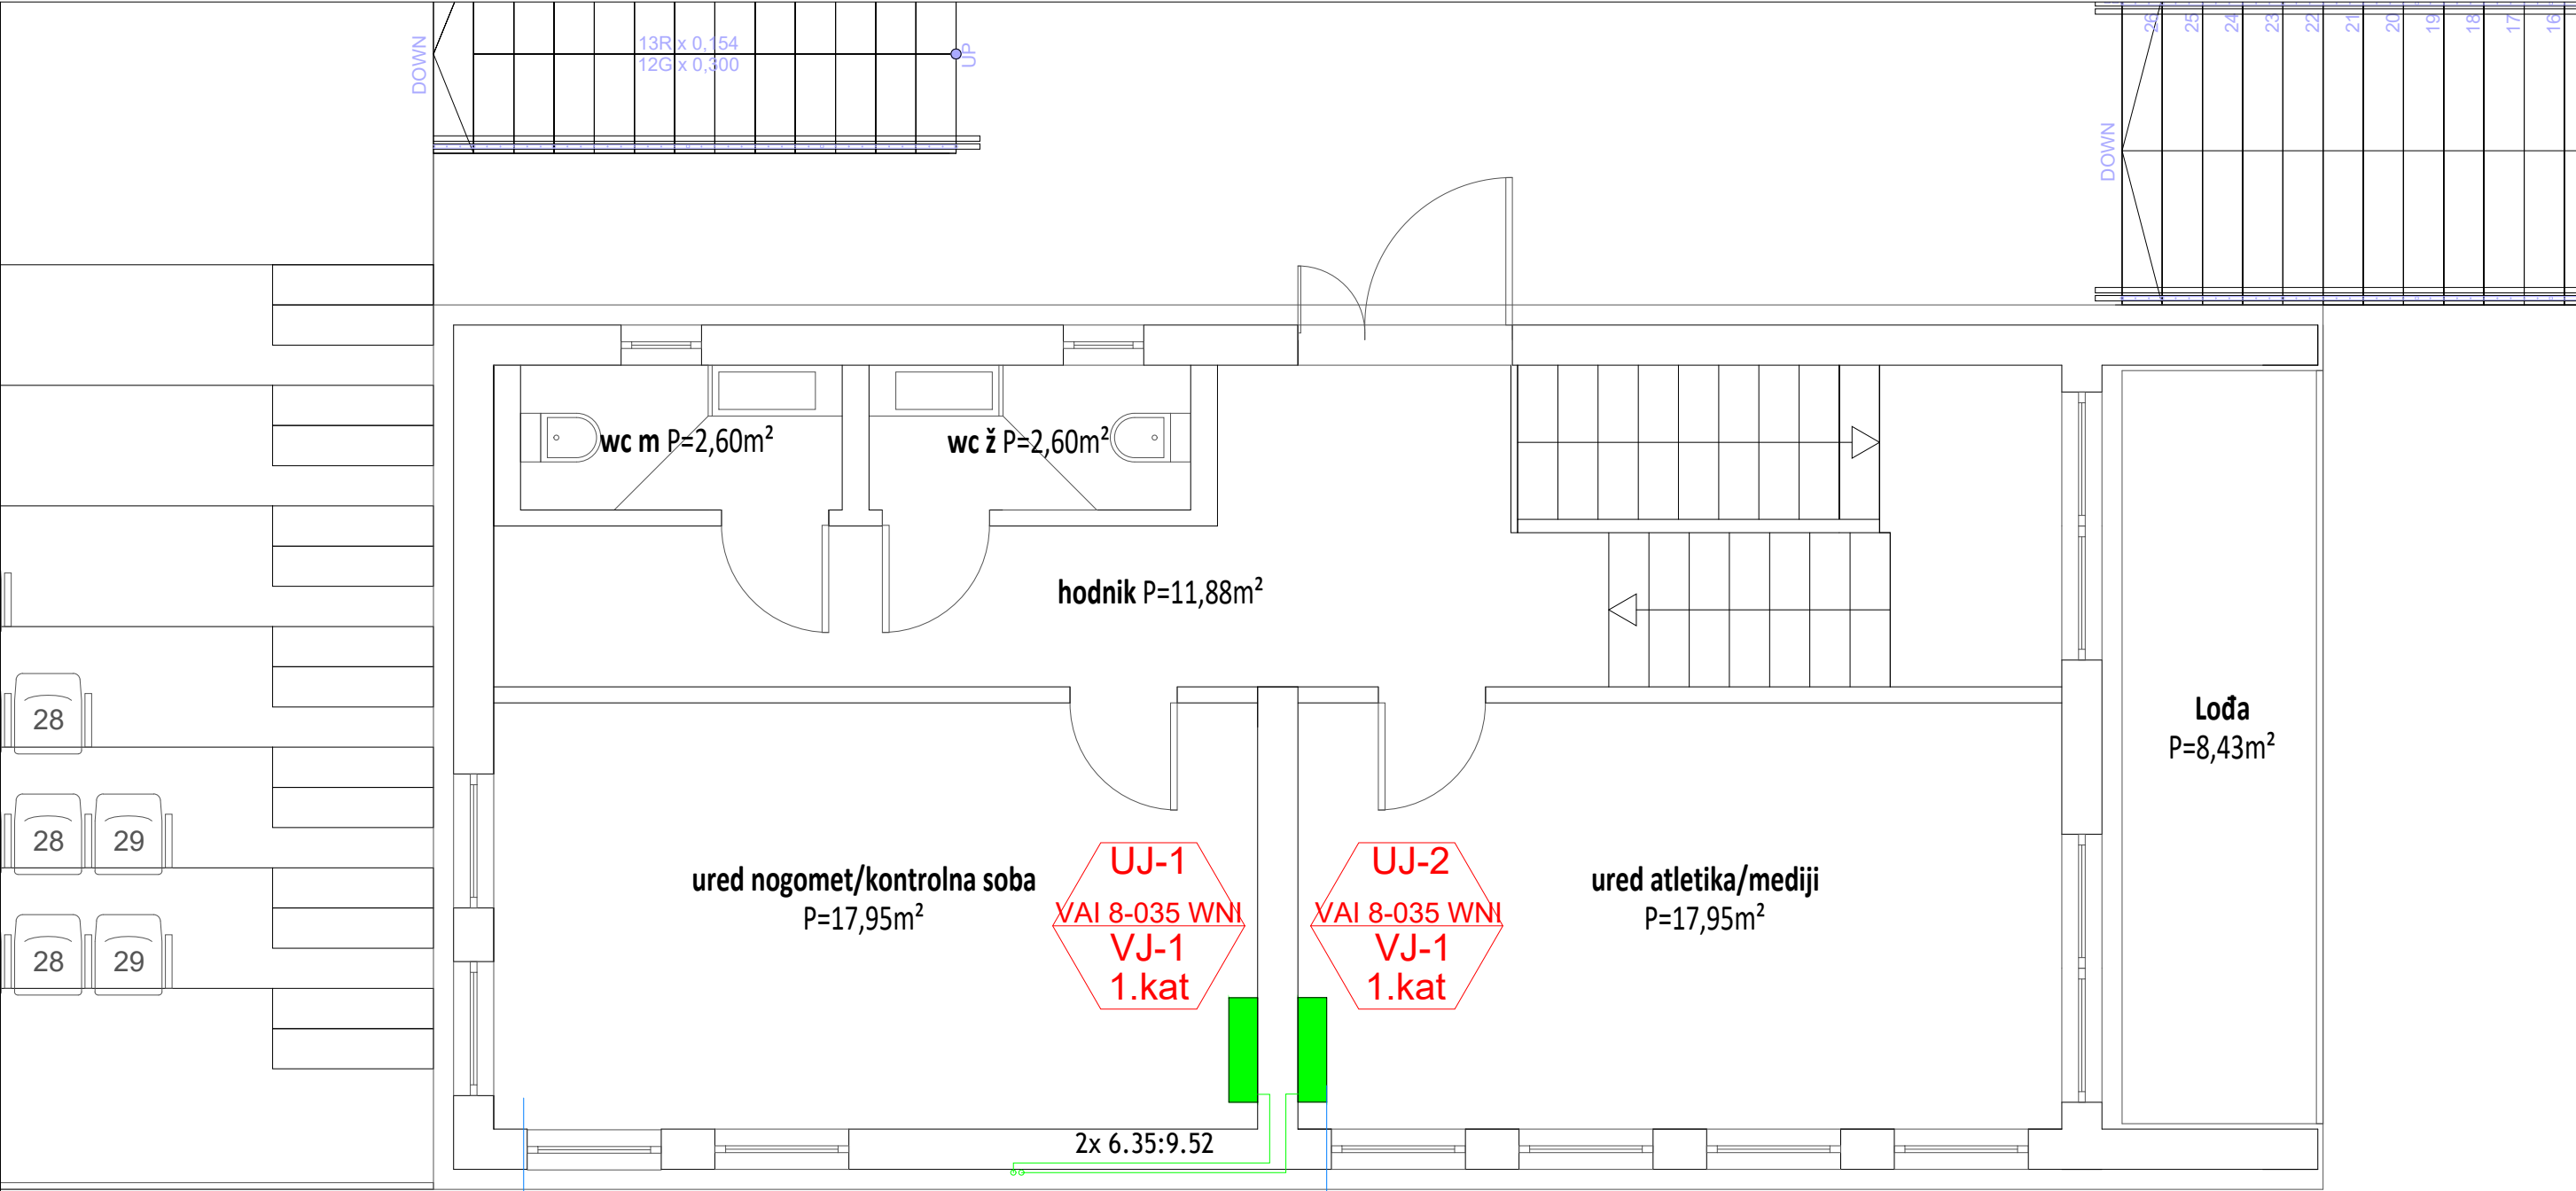 13R x 0,154
12G x 0,300
DOWN
UP
26
25
24
23
22
21
20
19
18
17
16
DOWN
wc m P=2,60m²
wc ž P=2,60m²
hodnik P=11,88m²
Lođa
P=8,43m²
28
28
29
28
29
ured nogomet/kontrolna soba
P=17,95m²
UJ-1
VAI 8-035 WNI
VJ-1
1.kat
UJ-2
VAI 8-035 WNI
VJ-1
1.kat
ured atletika/mediji
P=17,95m²
2x 6.35:9.52